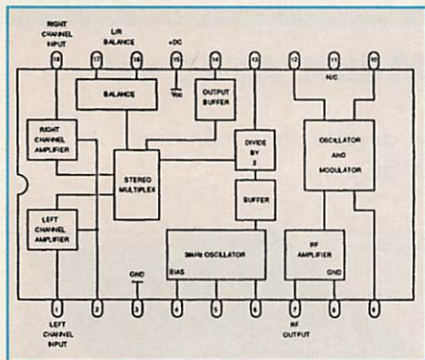 RIGHT
CHANNEL
INPUT
L/R
BALANCE
+DC
18 17 16 15 14 13 12 11 10
N/C
Vcc
BALANCE
OUTPUT
BUFFER
RIGHT
CHANNEL
AMPLIFIER
STEREO
MULTIPLEX
DIVIDE
BY
2
OSCILLATOR
AND
MODULATOR
BUFFER
LEFT
CHANNEL
AMPLIFIER
38kHz OSCILLATOR
BIAS
RF
AMPLIFIER
GND
GND
1 2 3 4 5 6 7 8 9
LEFT
CHANNEL
INPUT
RF
OUTPUT